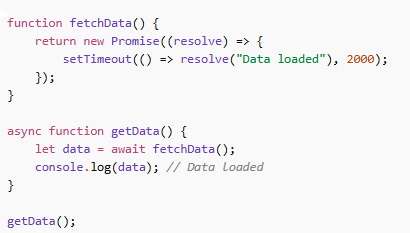 function fetchData() {
    return new Promise((resolve) => {
        setTimeout(() => resolve("Data loaded"), 2000);
    });
}

async function getData() {
    let data = await fetchData();
    console.log(data); // Data loaded
}

getData();